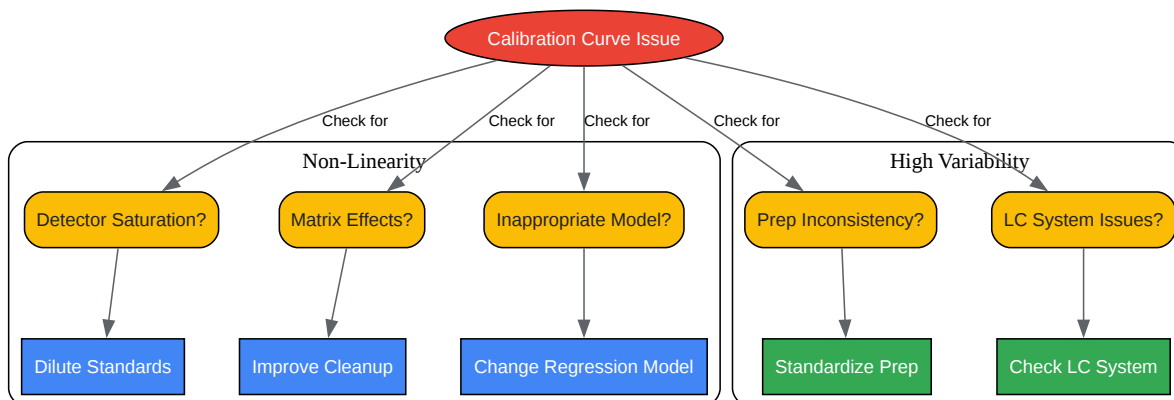 Calibration Curve Issue
Check for
Check for
Check for
Check for
Check for
Non-Linearity
High Variability
Detector Saturation?
Matrix Effects?
Inappropriate Model?
Prep Inconsistency?
LC System Issues?
Dilute Standards
Improve Cleanup
Change Regression Model
Standardize Prep
Check LC System